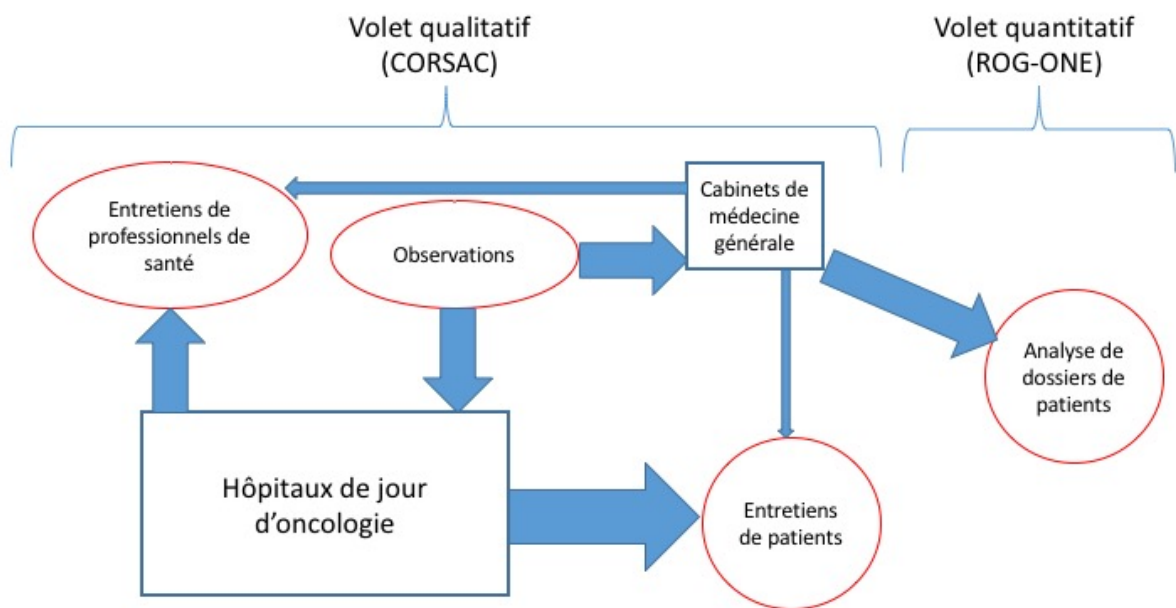 Volet qualitatif
(CORSAC)
Volet quantitatif
(ROG-ONE)
Entretiens de
professionnels de
santé
Observations
Cabinets de
médecine
générale
Analyse de
dossiers de
patients
Hôpitaux de jour
d’oncologie
Entretiens
de patients